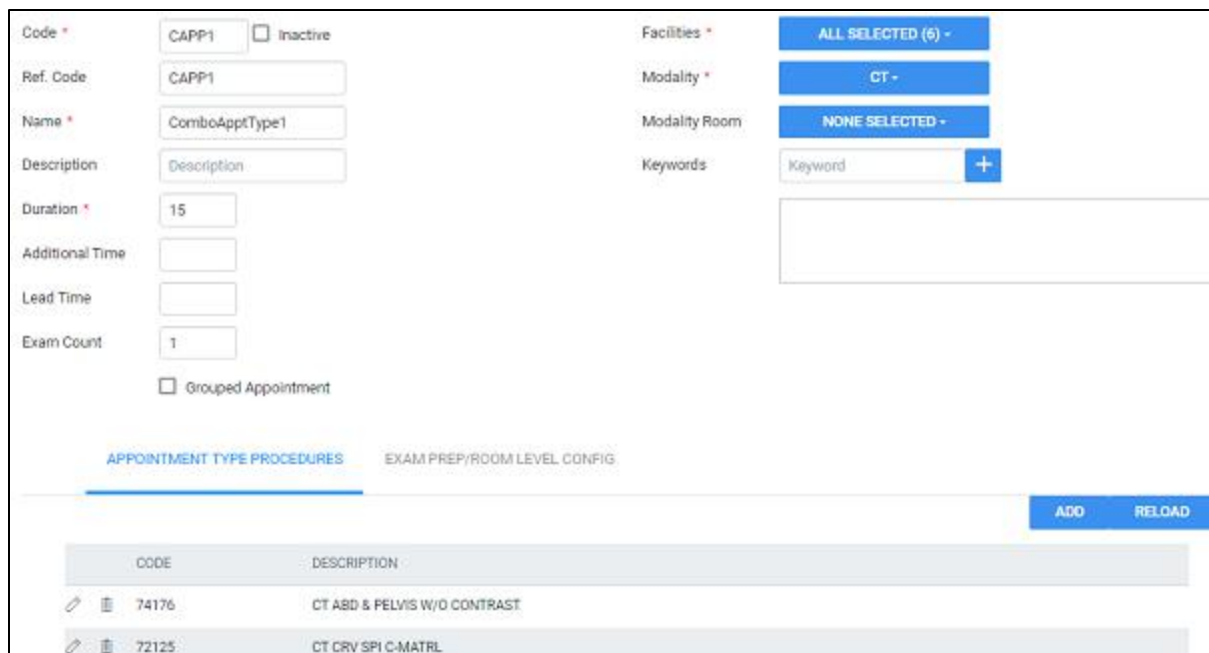 Code * CAPP1 Inactive Facilities * ALL SELECTED (6)
Ref. Code CAPP1 Modality * CT
Name * ComboApptType1 Modality Room NONE SELECTED
Description Description Keywords Keyword +
Duration * 15
Additional Time
Lead Time
Exam Count 1
Grouped Appointment
APPOINTMENT TYPE PROCEDURES EXAM PREP/ROOM LEVEL CONFIG
ADD RELOAD
CODE DESCRIPTION
74176 CT ABD & PELVIS W/O CONTRAST
72125 CT CRV SPI C-MATRL